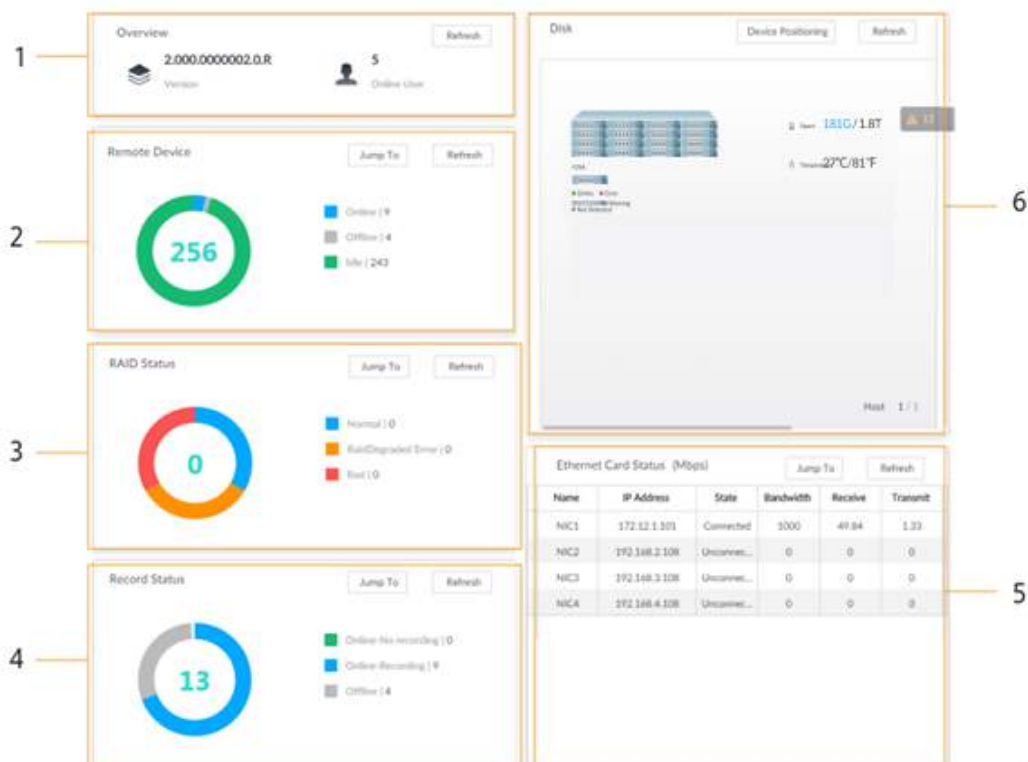 1
Overview
Refresh
2.000.0000002.0.R
Version
5
Online User
2
Remote Device
Jump To
Refresh
256
Online | 9
Offline | 4
Idle | 243
3
RAID Status
Jump To
Refresh
0
Normal | 0
RaidDegraded Error | 0
Bad | 0
4
Record Status
Jump To
Refresh
13
Online-No recording | 0
Online-Recording | 9
Offline | 4
6
Disk
Device Positioning
Refresh
181G/1.8T
27°C/81°F
Not Detected
Host 1 / 1
5
Ethernet Card Status (Mbps)
Jump To
Refresh
Name IP Address State Bandwidth Receive Transmit
NIC1 172.12.1.101 Connected 1000 49.84 1.33
NIC2 192.168.2.108 Unconnec... 0 0 0
NIC3 192.168.3.108 Unconnec... 0 0 0
NIC4 192.168.4.108 Unconnec... 0 0 0